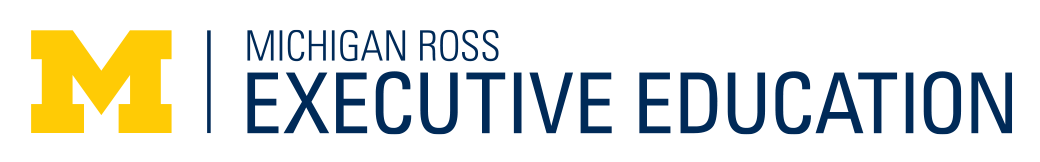 M
MICHIGAN ROSS
EXECUTIVE EDUCATION